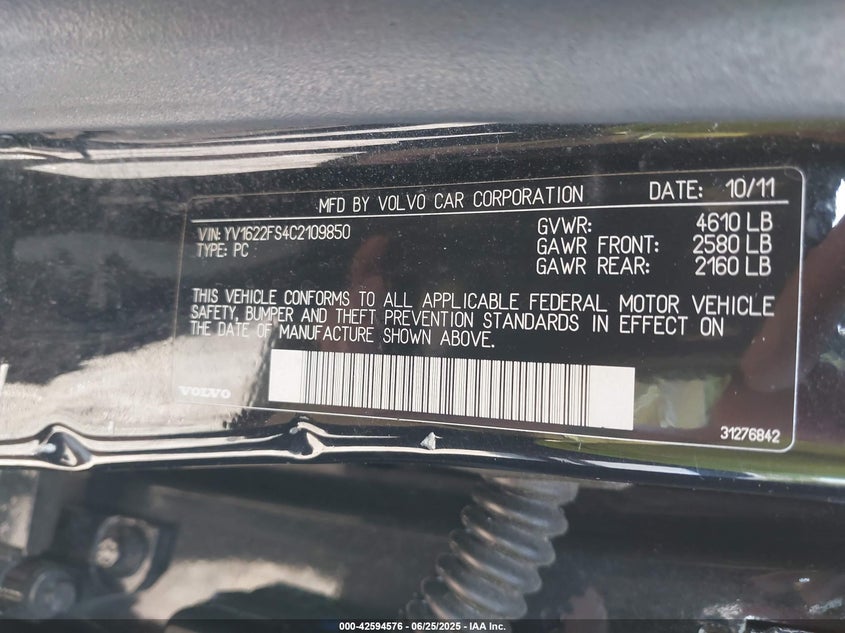 MFD BY VOLVO CAR CORPORATION DATE: 10/11
VIN: YV1622FS4C2109850 GVWR: 4610 LB
TYPE: PC GAWR FRONT: 2580 LB
GAWR REAR: 2160 LB
THIS VEHICLE CONFORMS TO ALL APPLICABLE FEDERAL MOTOR VEHICLE
SAFETY, BUMPER AND THEFT PREVENTION STANDARDS IN EFFECT ON
THE DATE OF MANUFACTURE SHOWN ABOVE.
VOLVO
31276842
000-42594576 - 06/25/2025 - IAA Inc.